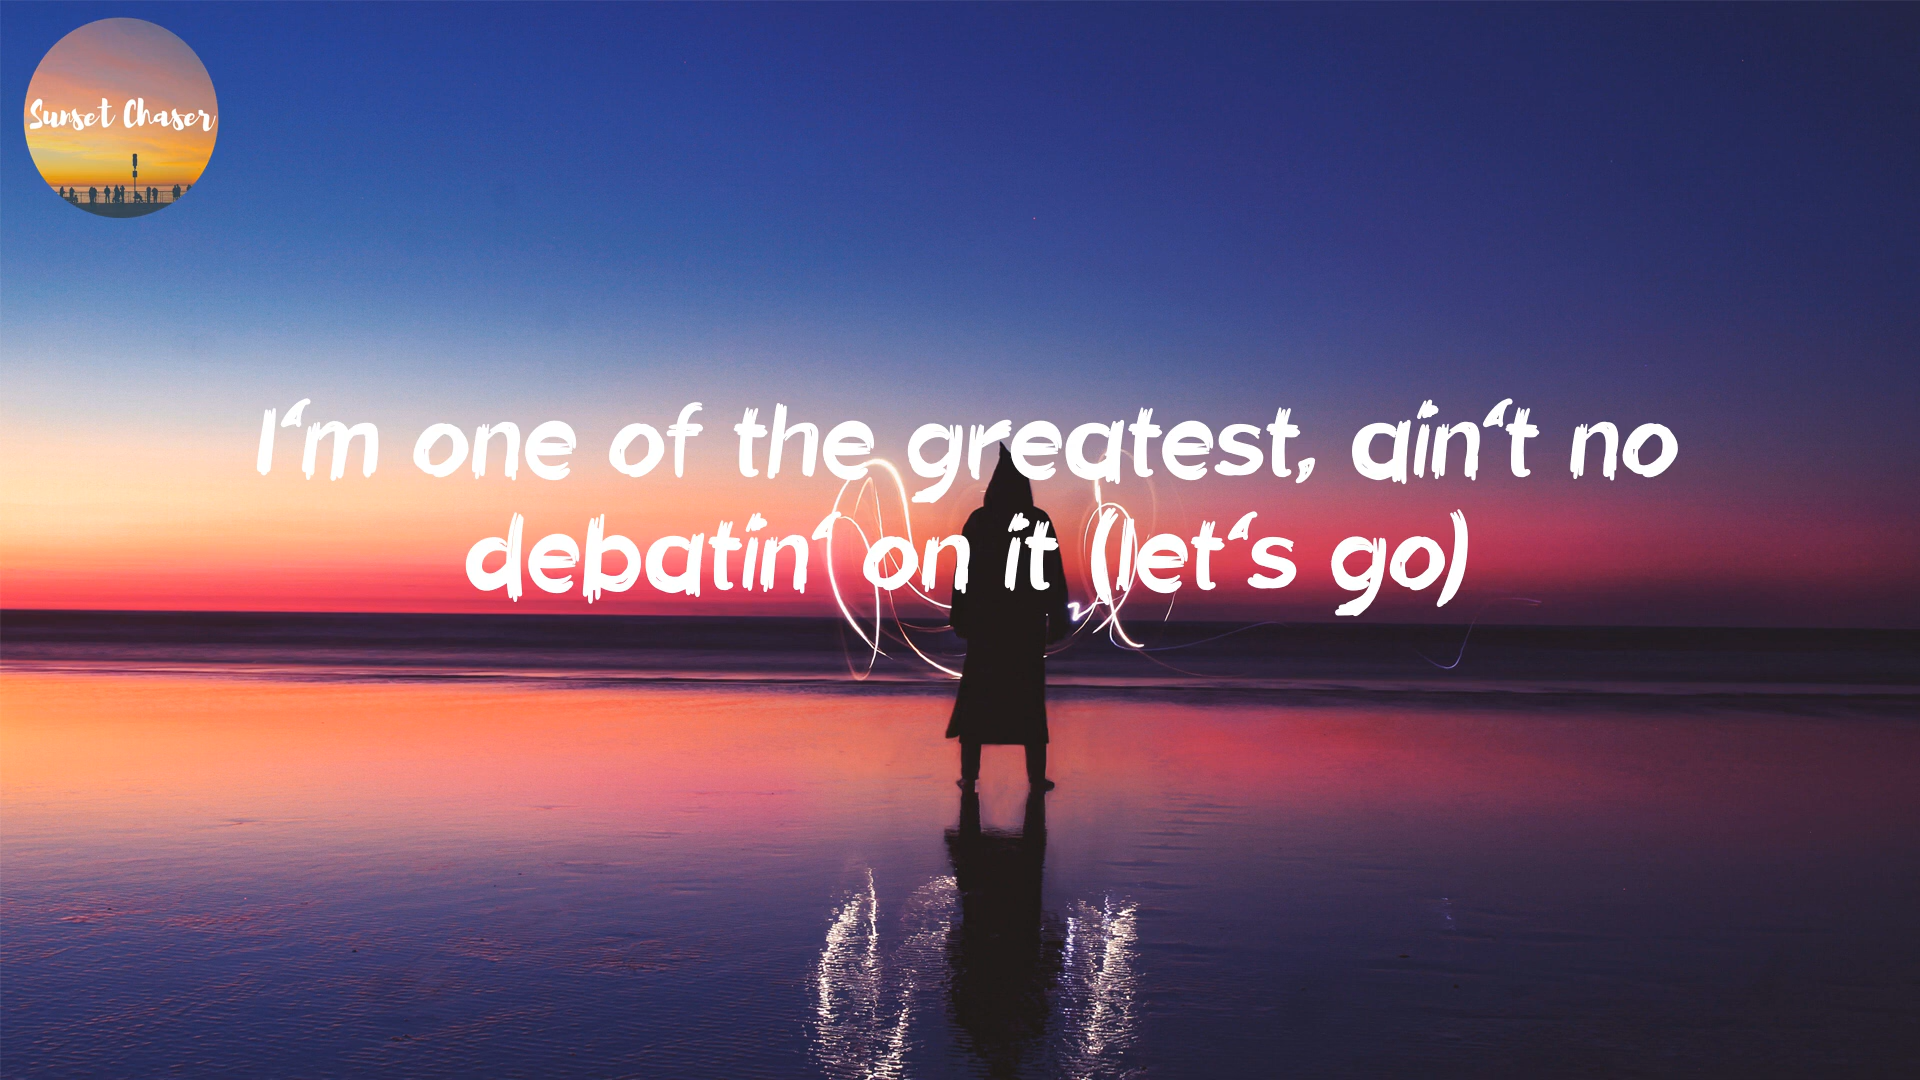 Sunset Chaser
I'm one of the greatest, ain't no
debatin' on it (let's go)